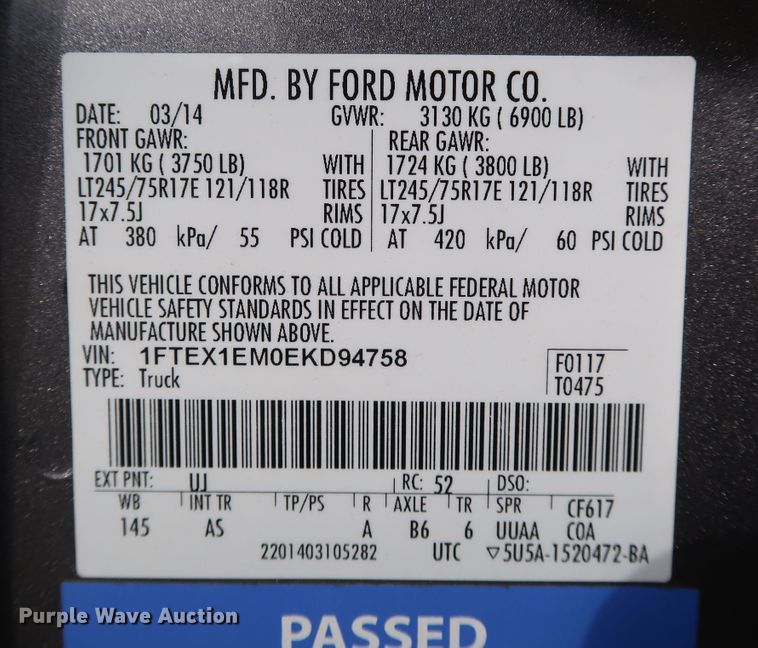 MFD. BY FORD MOTOR CO.
DATE: 03/14 GVWR: 3130 KG ( 6900 LB)
FRONT GAWR: REAR GAWR:
1701 KG ( 3750 LB) WITH 1724 KG ( 3800 LB) WITH
LT245/75R17E 121/118R TIRES LT245/75R17E 121/118R TIRES
17x7.5J RIMS 17x7.5J RIMS
AT 380 kPa/ 55 PSI COLD AT 420 kPa/ 60 PSI COLD
THIS VEHICLE CONFORMS TO ALL APPLICABLE FEDERAL MOTOR
VEHICLE SAFETY STANDARDS IN EFFECT ON THE DATE OF
MANUFACTURE SHOWN ABOVE.
VIN: 1FTEX1EM0EKD94758 F0117
TYPE: Truck T0475
EXT PNT: UJ RC: 52 DSO:
WB INT TR TP/PS R AXLE TR SPR CF617
145 AS A B6 6 UUAA COA
2201403105282 UTC ▽5U5A-1520472-BA
Purple Wave Auction
PASSED